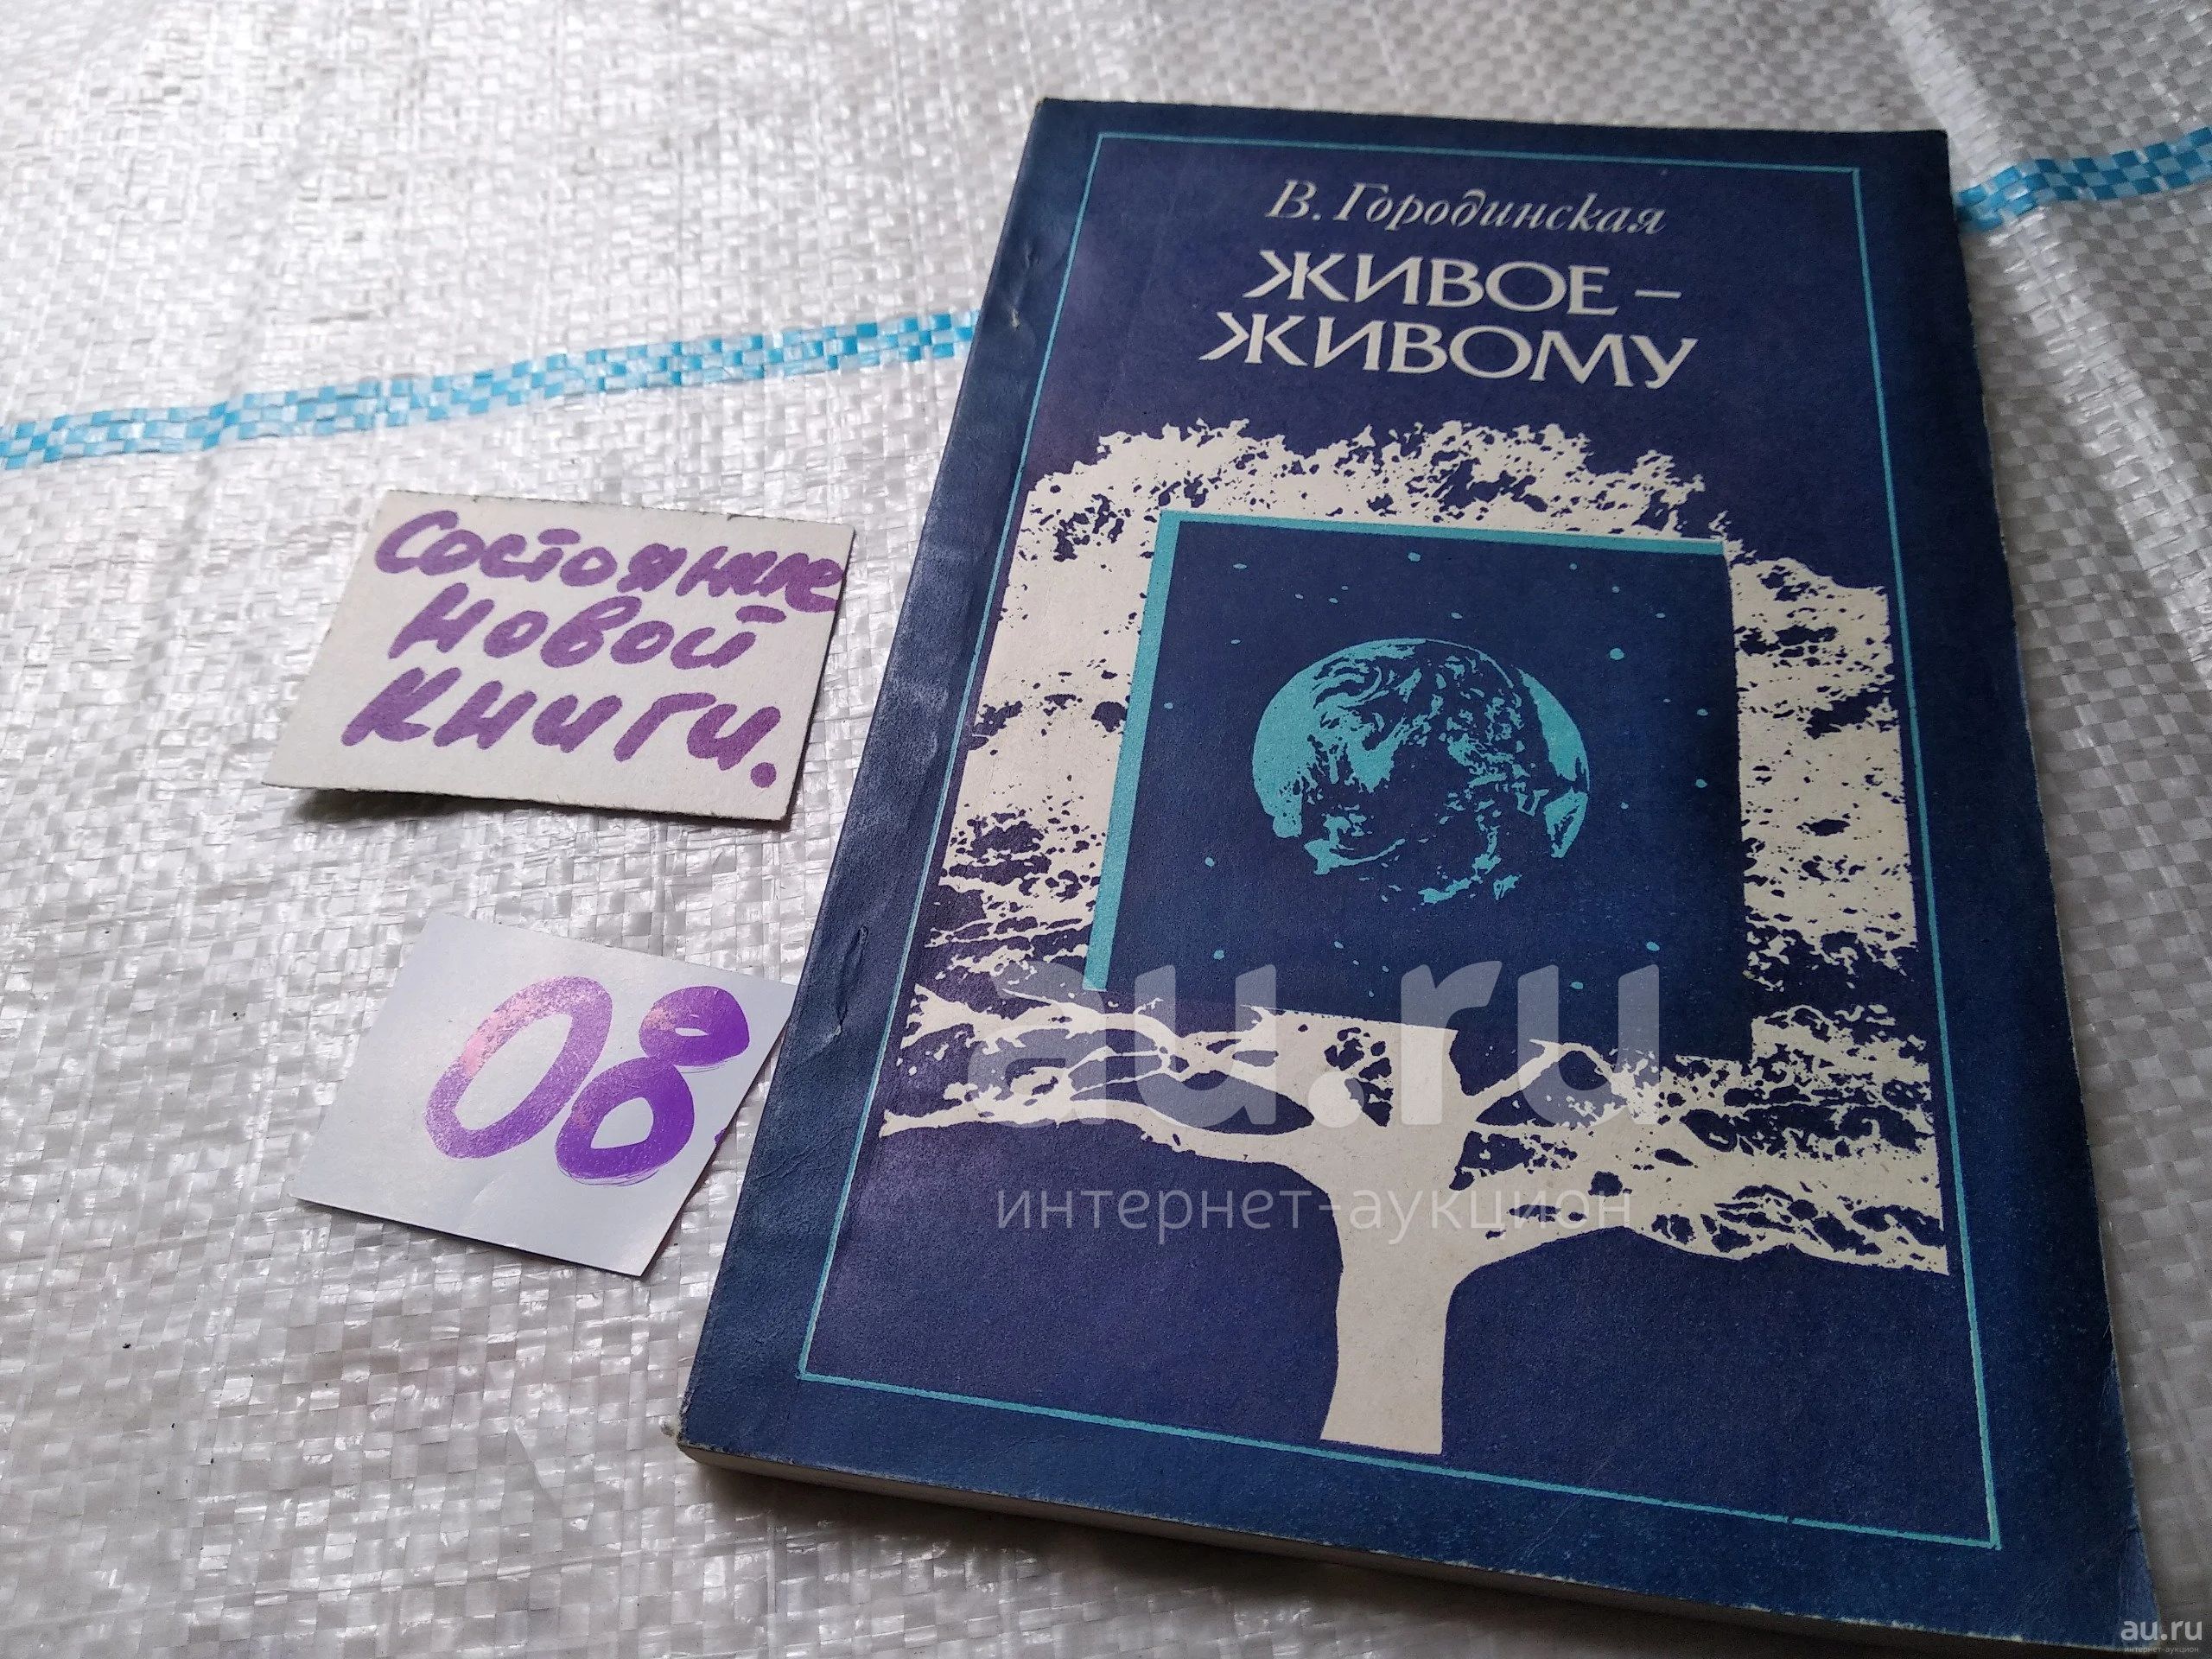 В. Городинская
ЖИВОЕ –
ЖИВОМУ
Состояние
новой
книги.
08
au.ru
интернет-аукцион
au.ru
интернет-аукцион